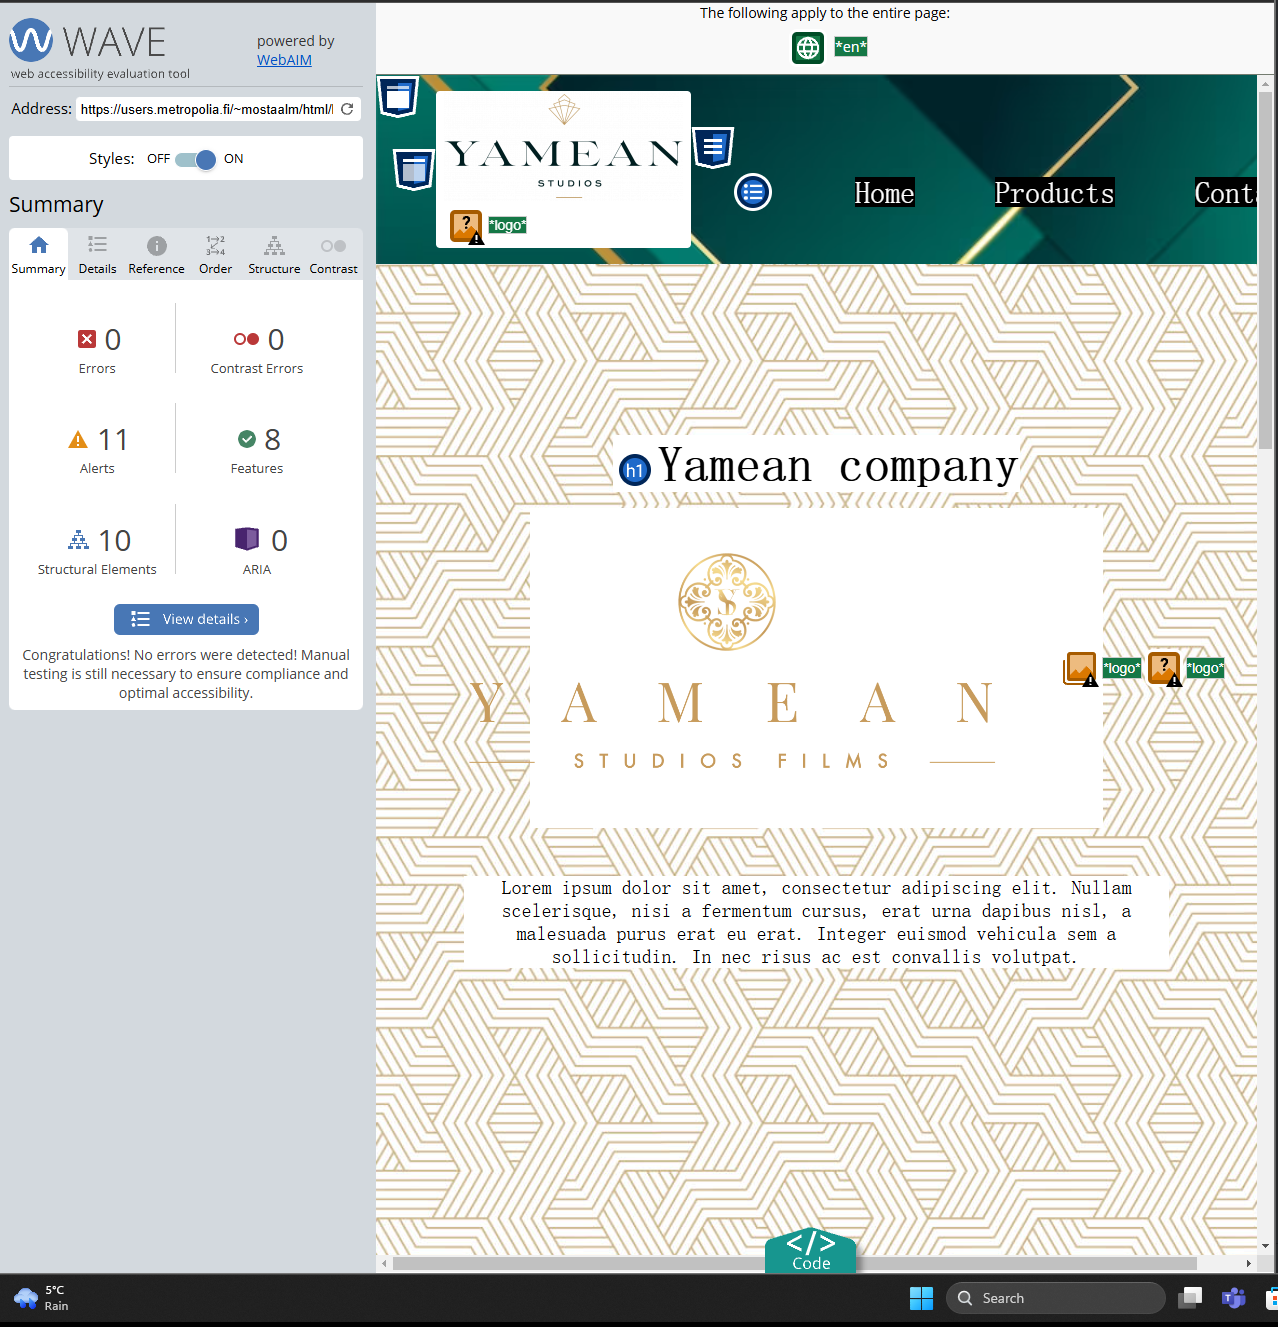 The following apply to the entire page:
*en*
WAVE
web accessibility evaluation tool
powered by
WebAIM
Address: https://users.metropolia.fi/~mostaalm/html/
Styles: OFF ON
Summary
Summary Details Reference Order Structure Contrast
0
Errors
0
Contrast Errors
11
Alerts
8
Features
10
Structural Elements
0
ARIA
View details ›
Congratulations! No errors were detected! Manual
testing is still necessary to ensure compliance and
optimal accessibility.
YAMEAN
STUDIOS
*logo*
Home Products Conta
h1 Yamean company
Y
YAMEAN
STUDIOS FILMS
*logo* *logo*
Lorem ipsum dolor sit amet, consectetur adipiscing elit. Nullam
scelerisque, nisi a fermentum cursus, erat urna dapibus nisl, a
malesuada purus erat eu erat. Integer euismod vehicula sem a
sollicitudin. In nec risus ac est convallis volutpat.
</> 
Code
5°C
Rain
Search